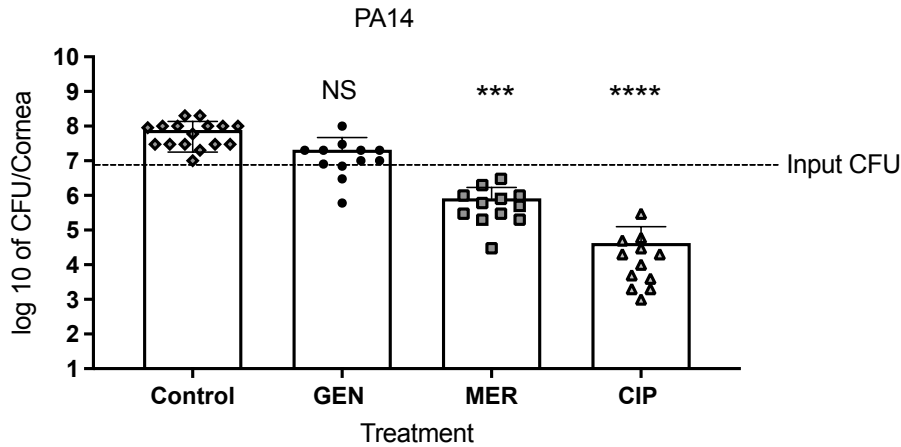 PA14
log 10 of CFU/Cornea
10
9
8
7
6
5
4
3
2
1
NS
***
****
Input CFU
Control
GEN
MER
CIP
Treatment